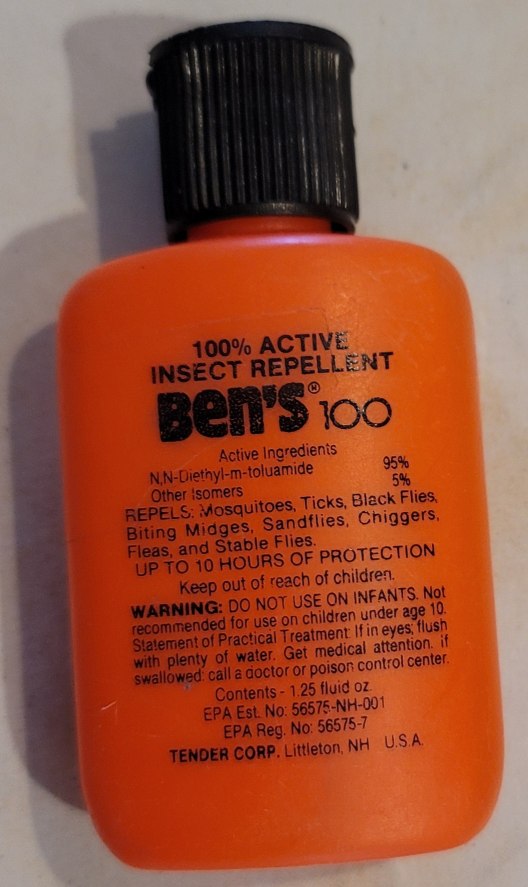 100% ACTIVE
INSECT REPELLENT
Ben's® 100
Active Ingredients
N,N-Diethyl-m-toluamide 95%
Other Isomers 5%
REPELS: Mosquitoes, Ticks, Black Flies,
Biting Midges, Sandflies, Chiggers,
Fleas, and Stable Flies.
UP TO 10 HOURS OF PROTECTION
Keep out of reach of children.
WARNING: DO NOT USE ON INFANTS. Not
recommended for use on children under age 10.
Statement of Practical Treatment: If in eyes; flush
with plenty of water. Get medical attention. if
swallowed: call a doctor or poison control center.
Contents - 1.25 fluid oz.
EPA Est. No: 56575-NH-001
EPA Reg. No: 56575-7
TENDER CORP. Littleton, NH U.S.A.